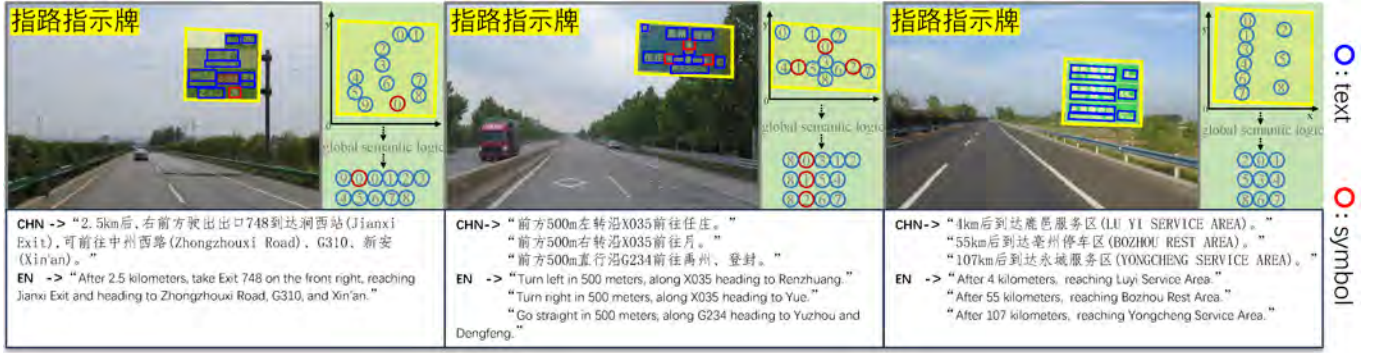 指路指示牌
指路指示牌
指路指示牌
global semantic logic
global semantic logic
global semantic logic
CHN -> “2.5km后,右前方驶出出口748到达涧西站(Jianxi
Exit),可前往中州西路(Zhongzhouxi Road)、G310、新安
(Xin'an)。”
EN -> “After 2.5 kilometers, take Exit 748 on the front right, reaching
Jianxi Exit and heading to Zhongzhouxi Road, G310, and Xin'an.”
CHN -> “前方500m左转沿X035前往任庄。”
“前方500m右转沿X035前往月。”
“前方500m直行沿G234前往禹州、登封。”
EN -> “Turn left in 500 meters, along X035 heading to Renzhuang.”
“Turn right in 500 meters, along X035 heading to Yue.”
“Go straight in 500 meters, along G234 heading to Yuzhou and
Dengfeng.”
CHN-> “4km后到达鹿邑服务区(LU YI SERVICE AREA)。”
“55km后到达亳州停车区(BOZHOU REST AREA)。”
“107km后到达永城服务区(YONGCHENG SERVICE AREA)。”
EN -> “After 4 kilometers, reaching Luyi Service Area.”
“After 55 kilometers, reaching Bozhou Rest Area.”
“After 107 kilometers, reaching Yongcheng Service Area.”
: text
: symbol